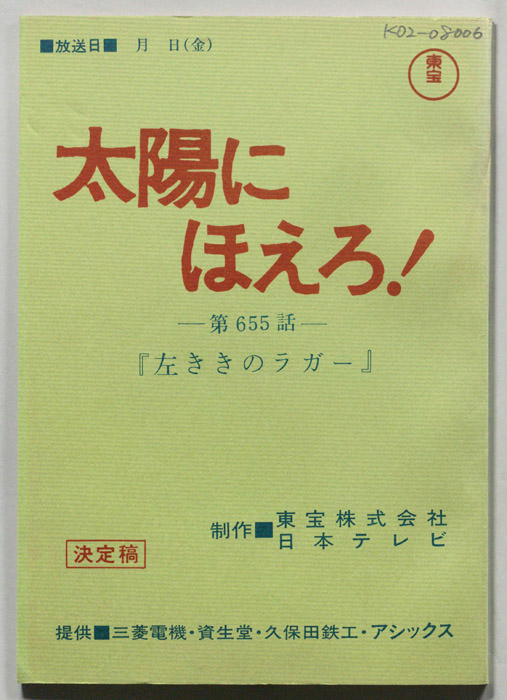 K02-08006
■放送日■ 月 日(金)
東宝
太陽に
ほえろ!
―第655話―
『左ききのラガー』
制作■東宝株式会社
日本テレビ
決定稿
提供■三菱電機・資生堂・久保田鉄工・アシックス